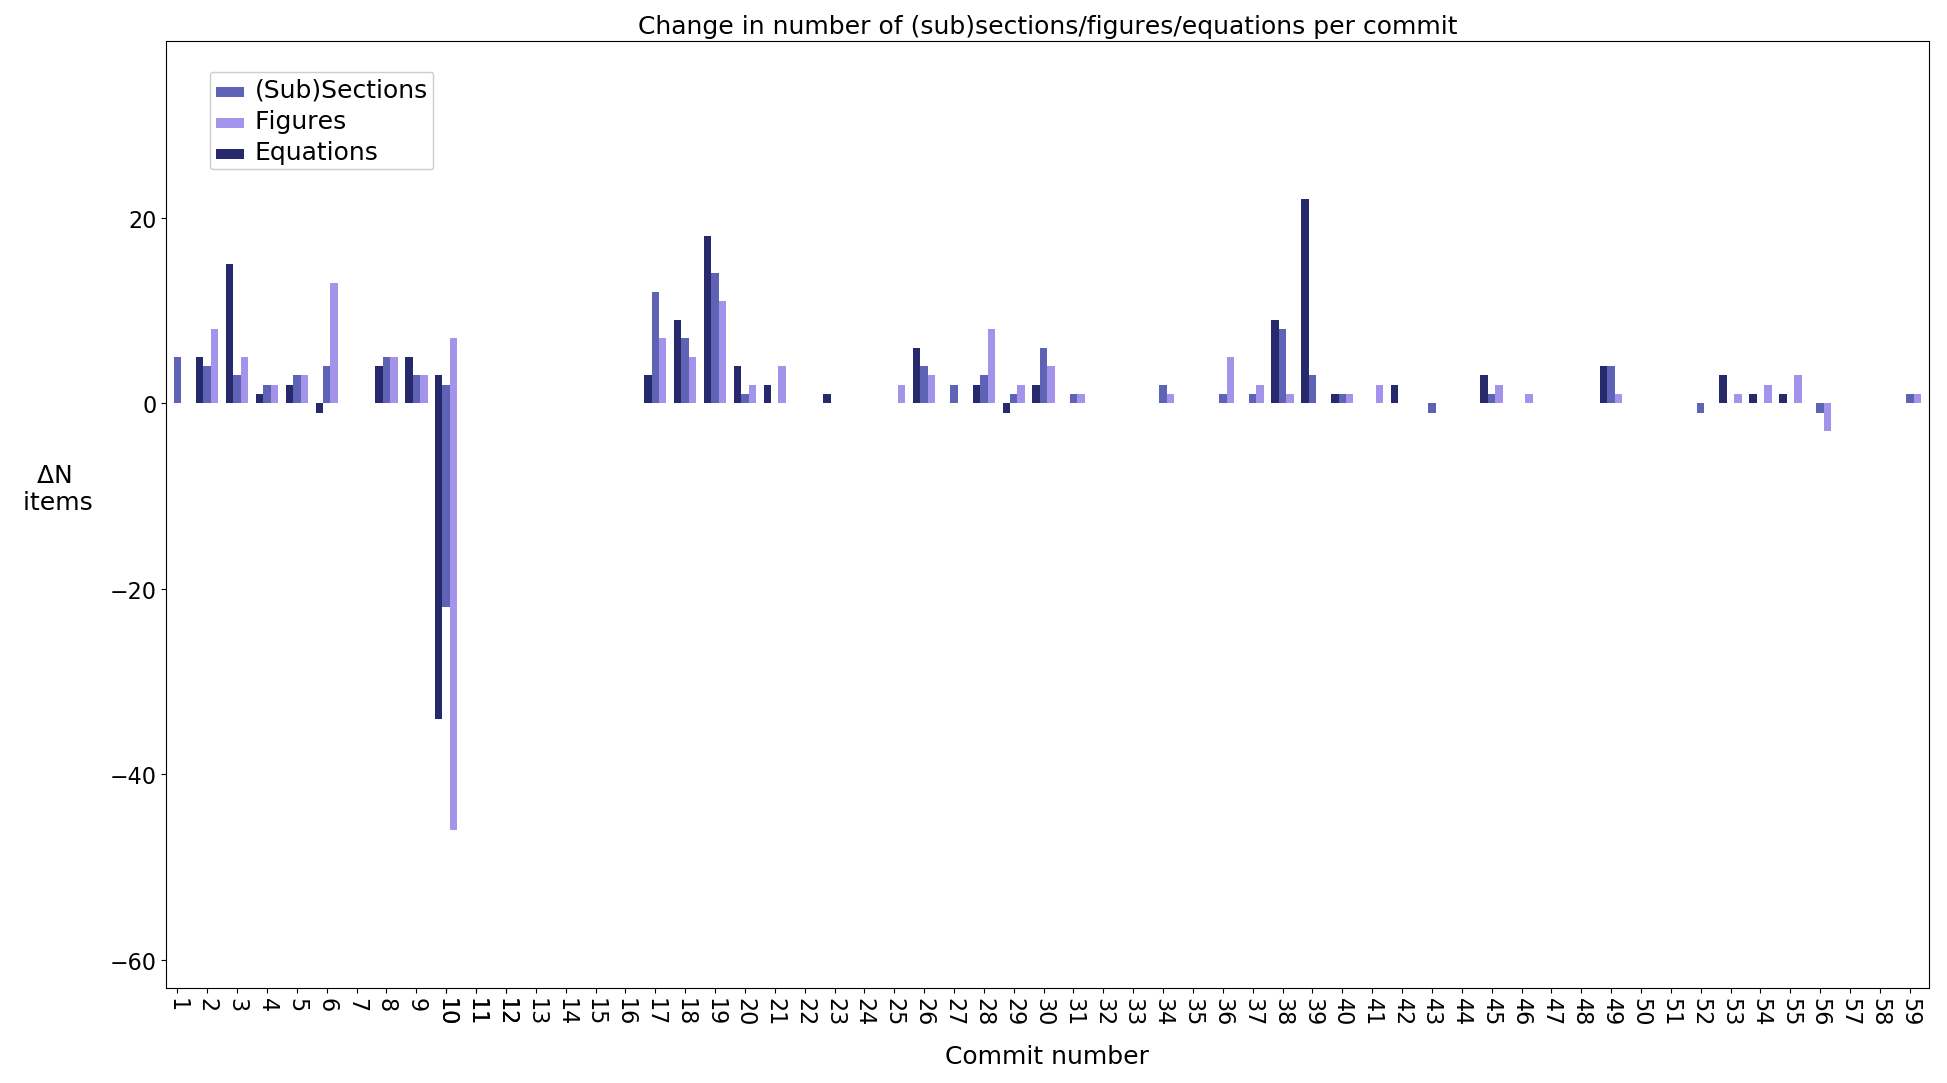 Change in number of (sub)sections/figures/equations per commit
(Sub)Sections
Figures
Equations
20
0
−20
−40
−60
ΔN
items
1 2 3 4 5 6 7 8 9 10 11 12 13 14 15 16 17 18 19 20 21 22 23 24 25 26 27 28 29 30 31 32 33 34 35 36 37 38 39 40 41 42 43 44 45 46 47 48 49 50 51 52 53 54 55 56 57 58 59
Commit number